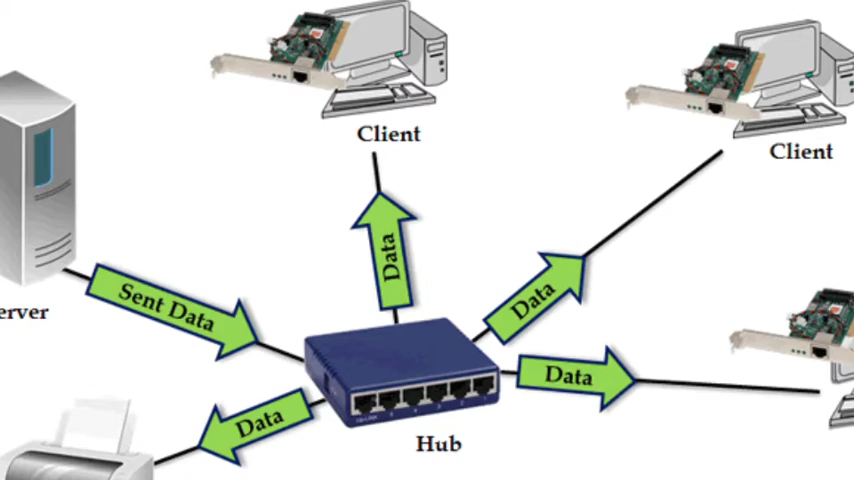 Client
Client
Data
Sent Data
Data
Data
Data
Hub
erver